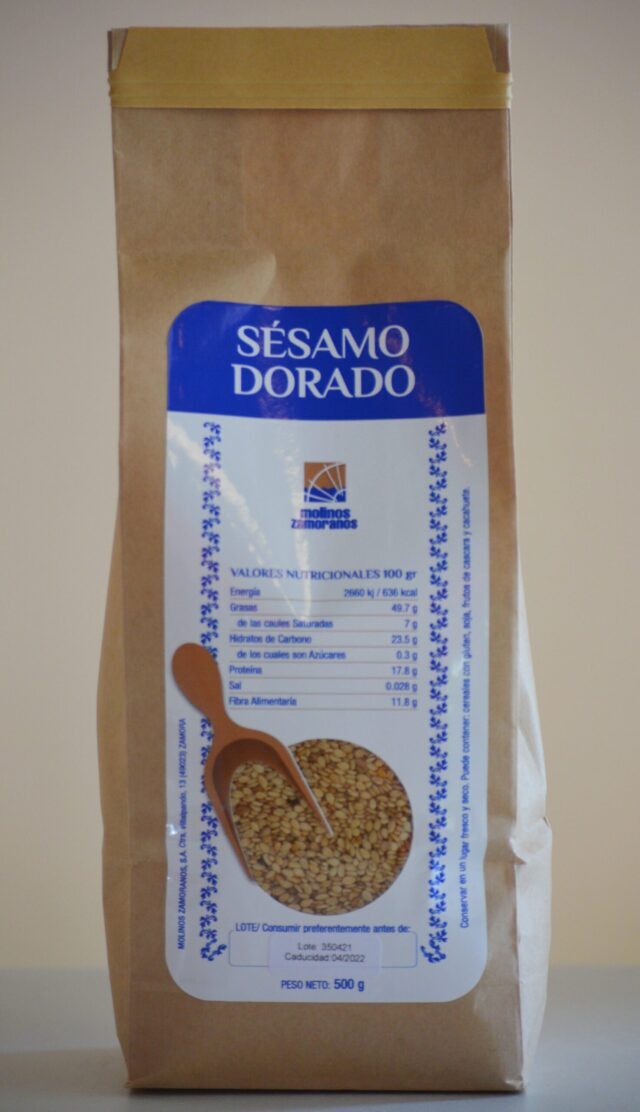 SÉSAMO
DORADO
molinos
zamoranos
VALORES NUTRICIONALES 100 gr
Energía 2660 kj / 636 kcal
Grasas 49.7 g
de las caules Saturadas 7 g
Hidratos de Carbono 23.5 g
de los cuales son Azúcares 0.3 g
Proteína 17.8 g
Sal 0.028 g
Fibra Alimentaria 11.8 g
MOLINOS ZAMORANOS, S.A. Ctra. villalpando, 13 (49023) ZAMORA
Conservar en un lugar fresco y seco. Puede contener: cereales con gluten, soja, frutos de cascara y cacahuete.
LOTE/ Consumir preferentemente antes de:
Lote: 350421
Caducidad:04/2022
PESO NETO: 500 g